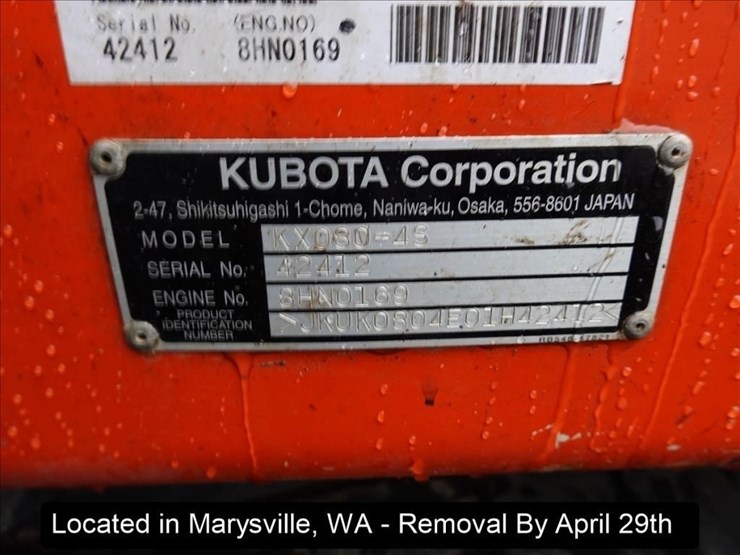 Serial No. (ENG.NO)
42412 8HN0169
KUBOTA Corporation
2-47, Shikitsuhigashi 1-Chome, Naniwa-ku, Osaka, 556-8601 JAPAN
MODEL KX080-4S
SERIAL No. 42412
ENGINE No. 8HN0169
PRODUCT IDENTIFICATION NUMBER >JKUK0804E01H42412<
Located in Marysville, WA - Removal By April 29th